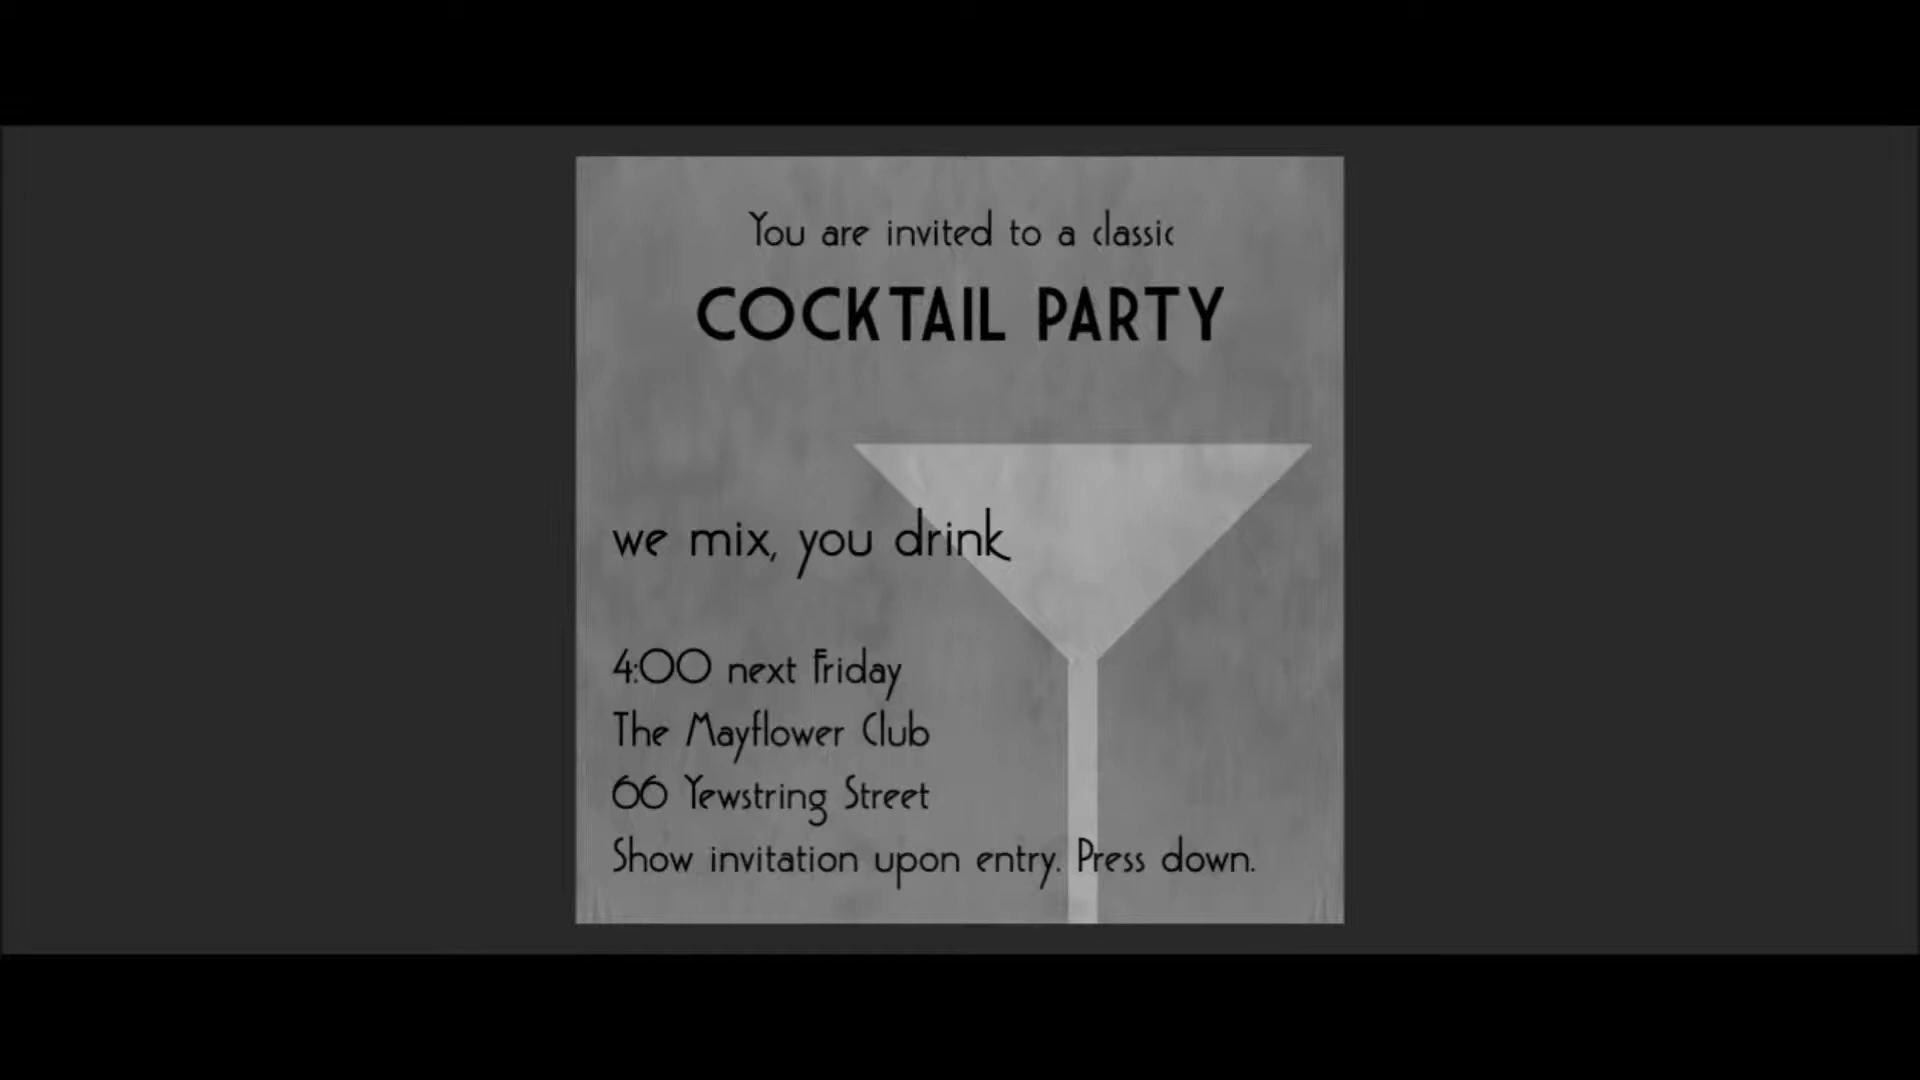 You are invited to a classic
COCKTAIL PARTY
we mix, you drink
4:00 next Friday
The Mayflower Club
66 Yewstring Street
Show invitation upon entry. Press down.